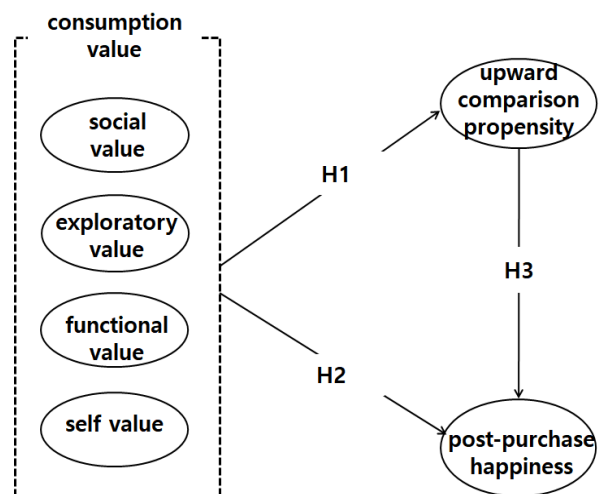 consumption
value
social
value
exploratory
value
functional
value
self value
H1
H2
upward
comparison
propensity
H3
post-purchase
happiness